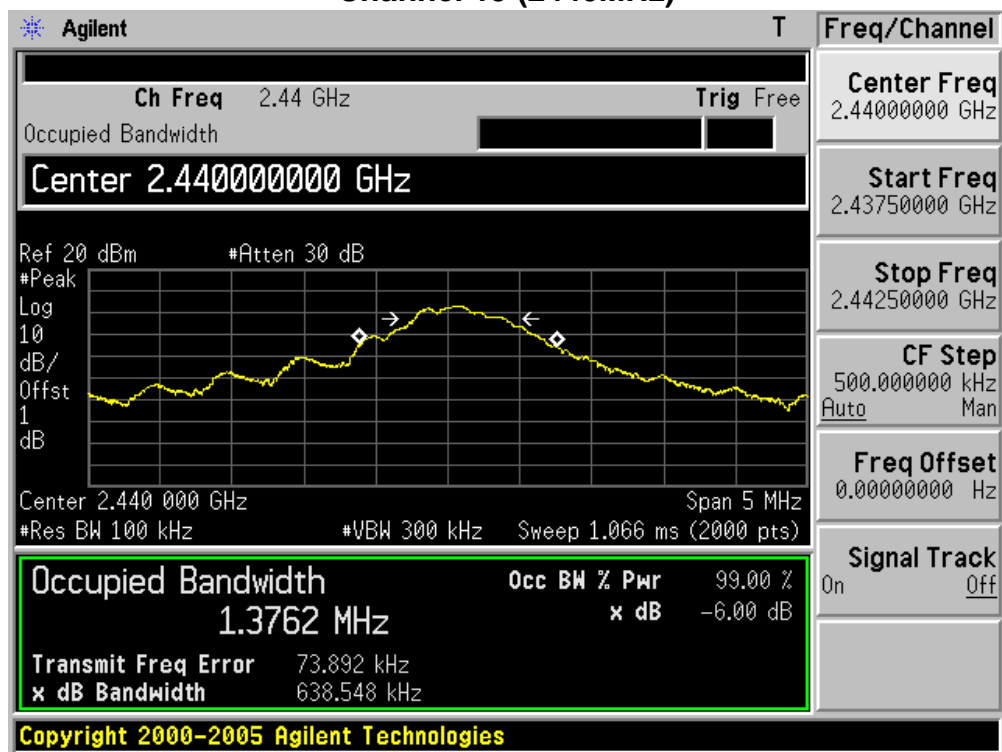 Agilent T Freq/Channel
Ch Freq 2.44 GHz Trig Free
Occupied Bandwidth
Center 2.440000000 GHz
Ref 20 dBm #Atten 30 dB
#Peak
Log
10
dB/
Offst
1
dB
Center 2.440 000 GHz Span 5 MHz
#Res BW 100 kHz #VBW 300 kHz Sweep 1.066 ms (2000 pts)
Occupied Bandwidth Occ BW % Pwr 99.00 %
1.3762 MHz x dB -6.00 dB
Transmit Freq Error 73.892 kHz
x dB Bandwidth 638.548 kHz
Copyright 2000-2005 Agilent Technologies
Center Freq
2.44000000 GHz
Start Freq
2.43750000 GHz
Stop Freq
2.44250000 GHz
CF Step
500.000000 kHz
Auto Man
Freq Offset
0.00000000 Hz
Signal Track
On Off